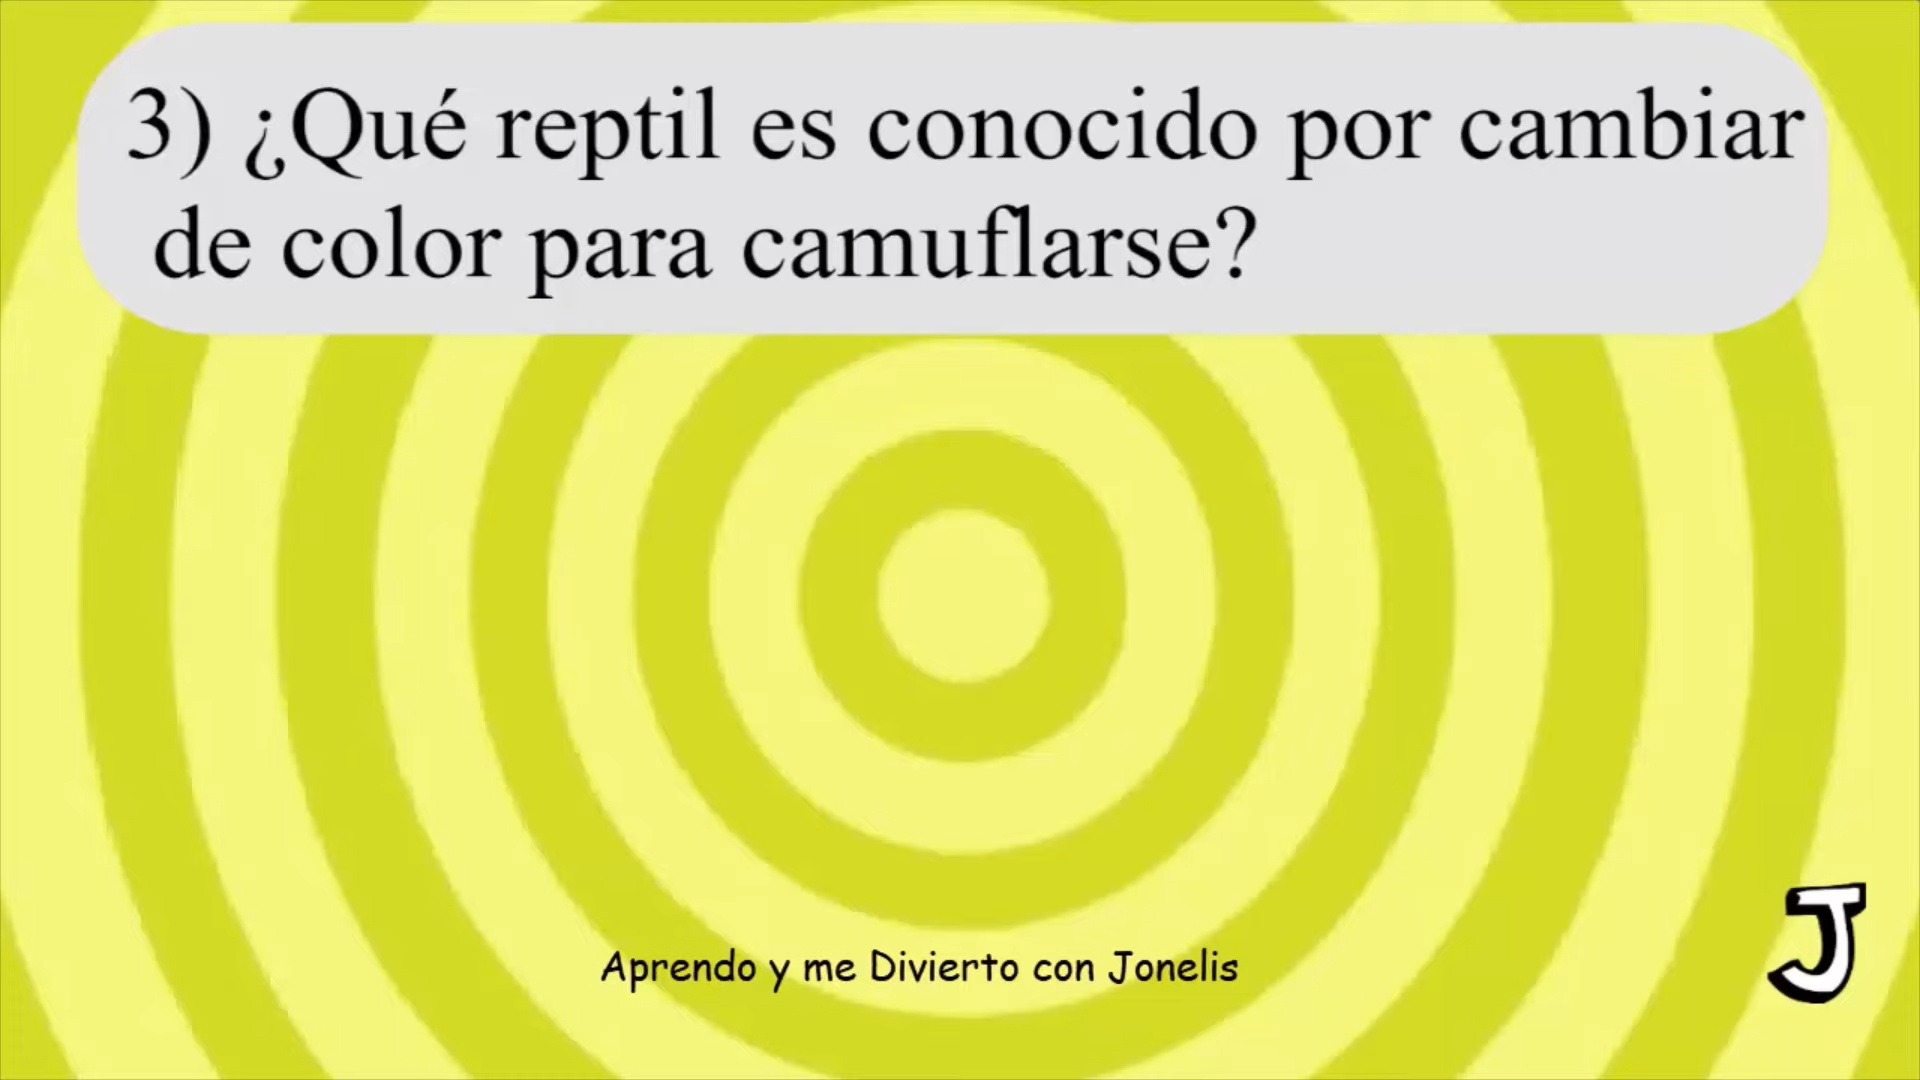 3) ¿Qué reptil es conocido por cambiar
de color para camuflarse?
Aprendo y me Divierto con Jonelis
J